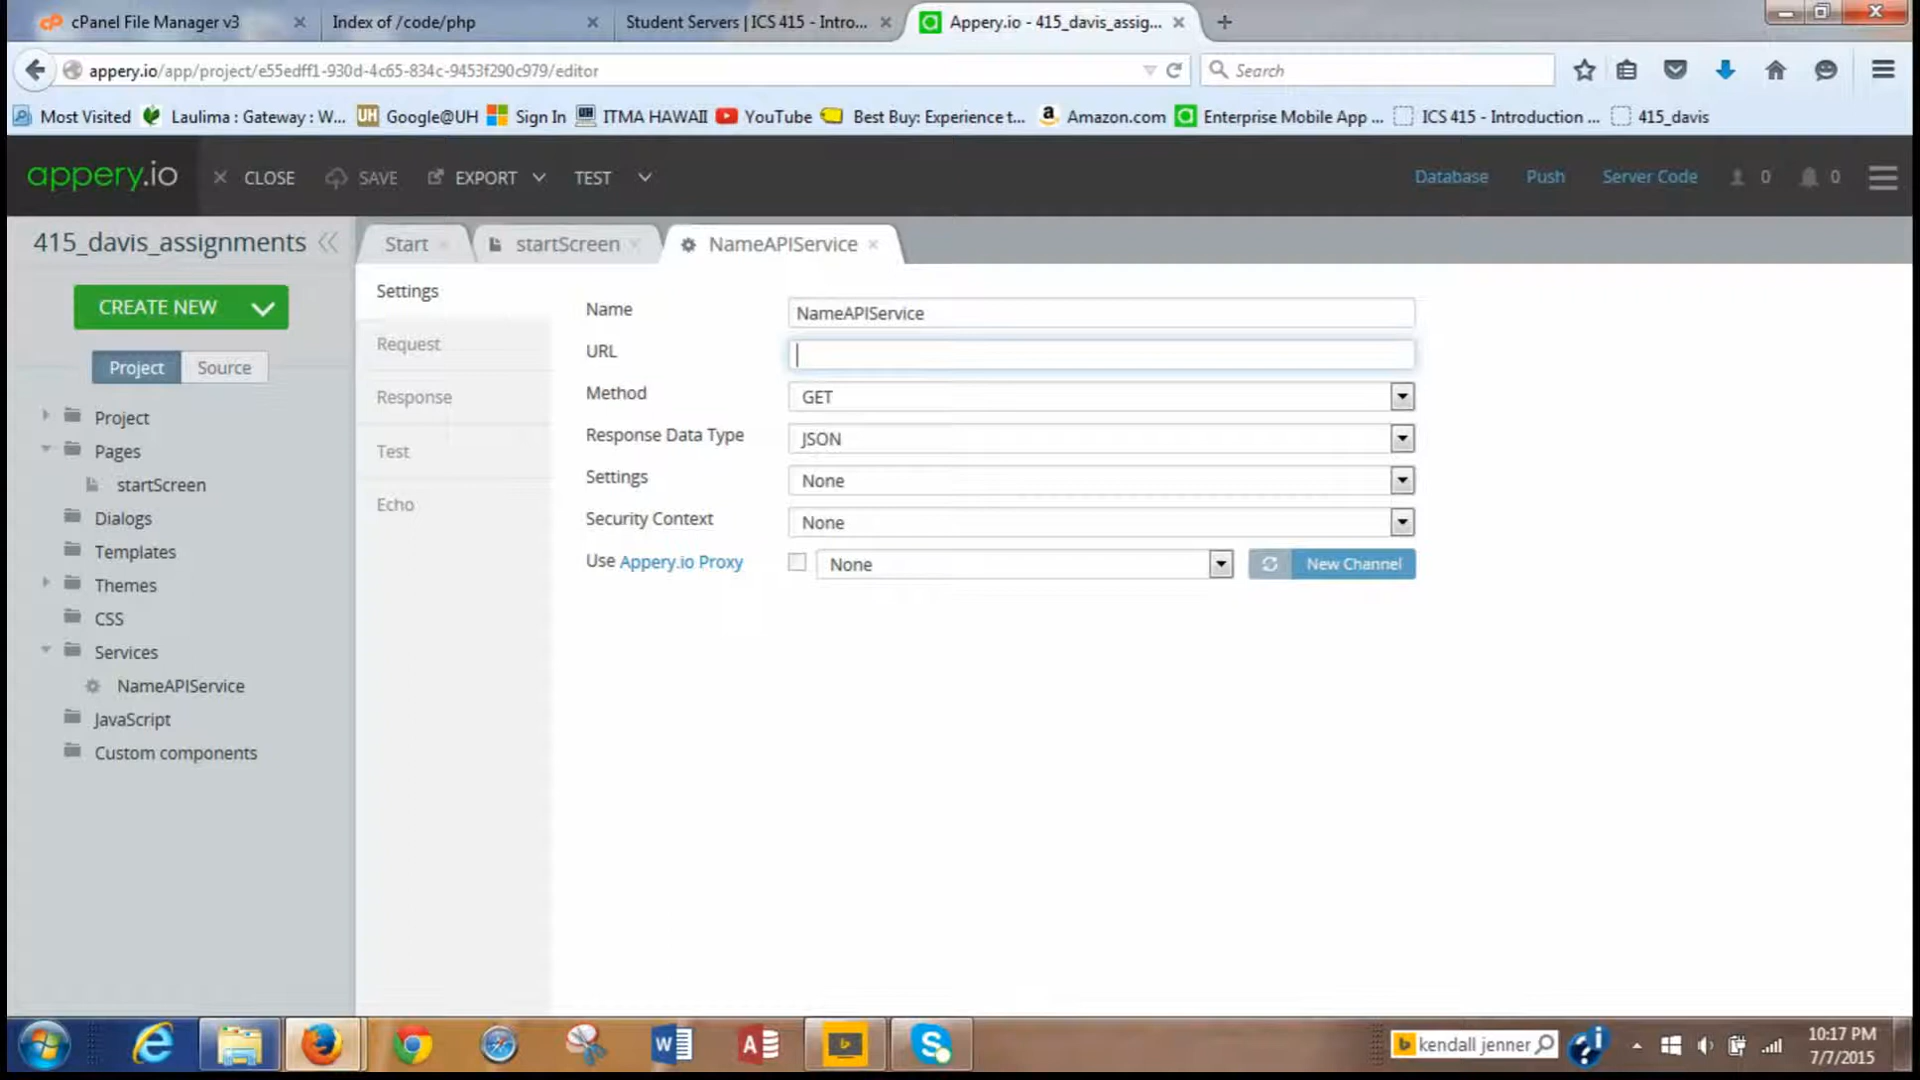 cPanel File Manager v3
Index of /code/php
Student Servers | ICS 415 - Intro...
Appery.io - 415_davis_assig...
appery.io/app/project/e55edff1-930d-4c65-834c-9453f290c979/editor
Search
Most Visited
Laulima : Gateway : W...
UH Google@UH
Sign In
ITMA HAWAII
YouTube
Best Buy: Experience t...
a Amazon.com
Enterprise Mobile App ...
ICS 415 - Introduction ...
415_davis
appery.io
CLOSE
SAVE
EXPORT
TEST
Database
Push
Server Code
0
0
415_davis_assignments
Start
startScreen
NameAPIService
CREATE NEW
Project
Source
Project
Pages
startScreen
Dialogs
Templates
Themes
CSS
Services
NameAPIService
JavaScript
Custom components
Settings
Request
Response
Test
Echo
Name
NameAPIService
URL
Method
GET
Response Data Type
JSON
Settings
None
Security Context
None
Use Appery.io Proxy
None
New Channel
kendall jenner
10:17 PM
7/7/2015